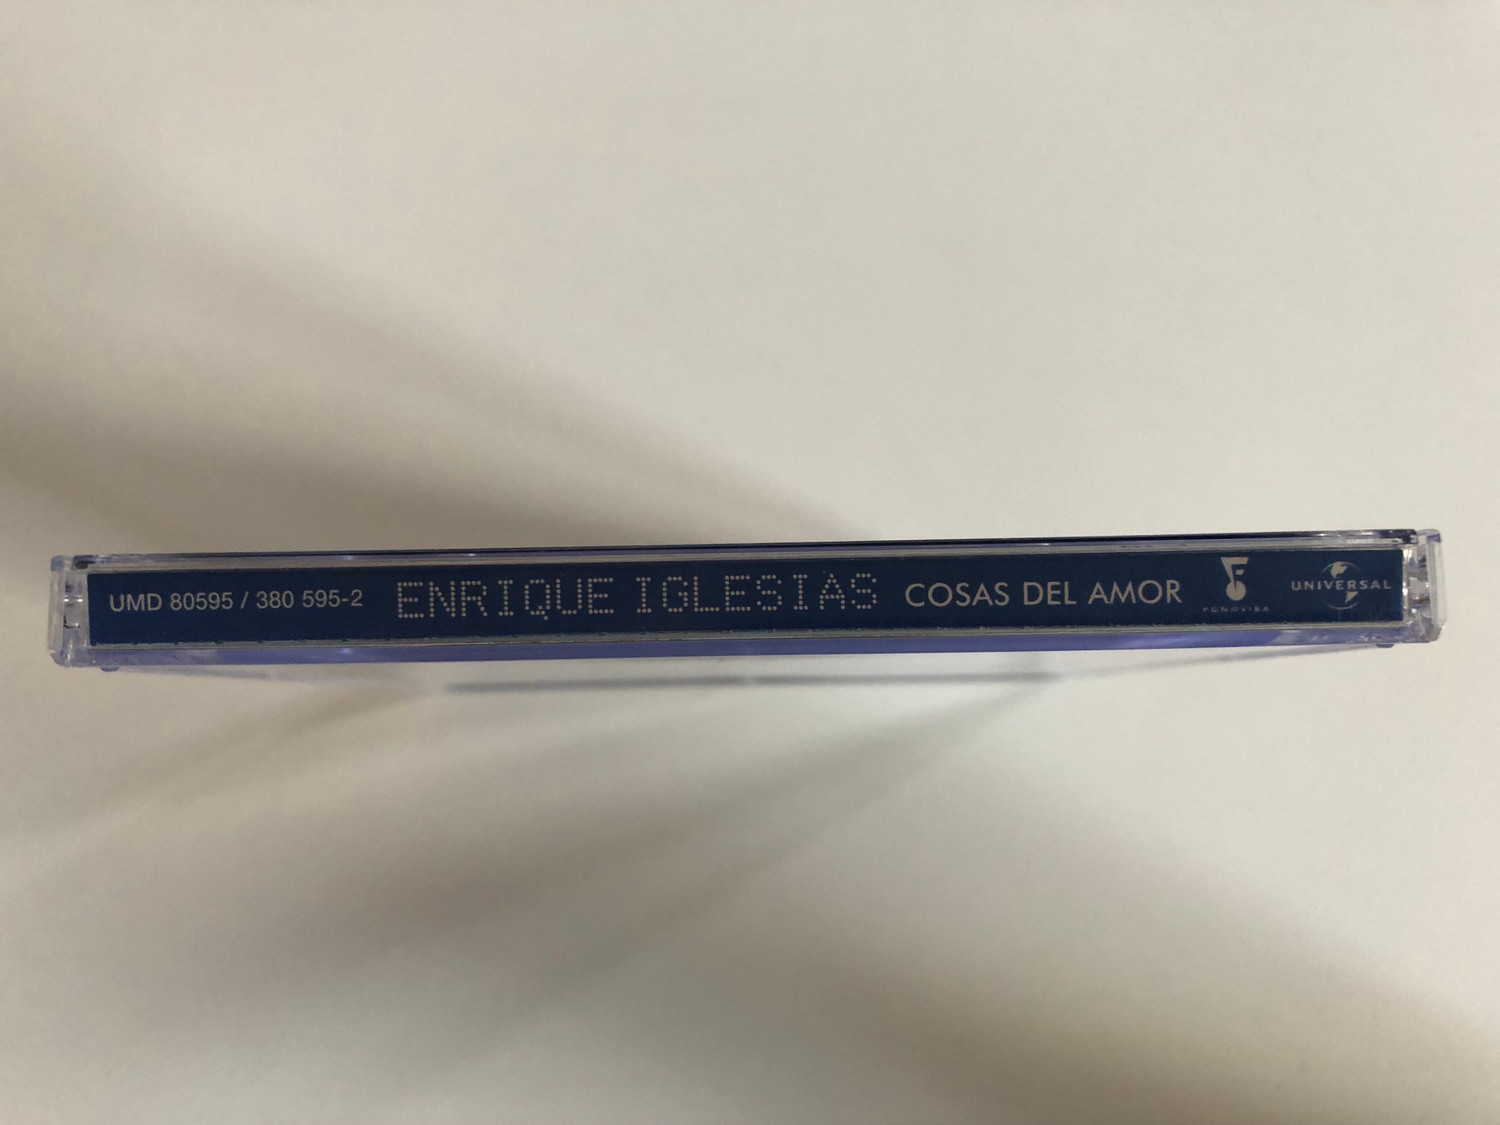 UMD 80595 / 380 595-2 ENRIQUE IGLESIAS COSAS DEL AMOR FONOVISA UNIVERSAL